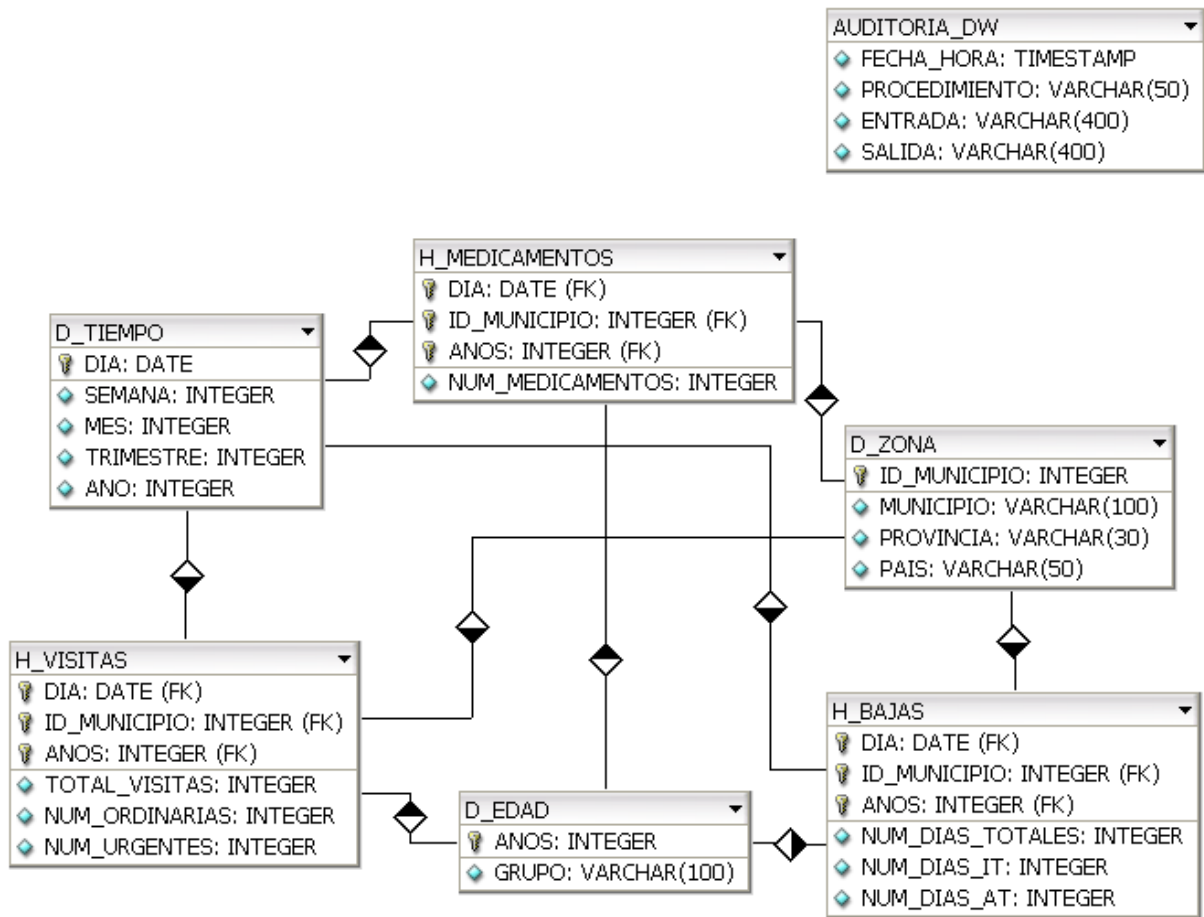 AUDITORIA_DW
FECHA_HORA: TIMESTAMP
PROCEDIMIENTO: VARCHAR(50)
ENTRADA: VARCHAR(400)
SALIDA: VARCHAR(400)
H_MEDICAMENTOS
DIA: DATE (FK)
ID_MUNICIPIO: INTEGER (FK)
ANOS: INTEGER (FK)
NUM_MEDICAMENTOS: INTEGER
D_TIEMPO
DIA: DATE
SEMANA: INTEGER
MES: INTEGER
TRIMESTRE: INTEGER
ANO: INTEGER
D_ZONA
ID_MUNICIPIO: INTEGER
MUNICIPIO: VARCHAR(100)
PROVINCIA: VARCHAR(30)
PAIS: VARCHAR(50)
H_VISITAS
DIA: DATE (FK)
ID_MUNICIPIO: INTEGER (FK)
ANOS: INTEGER (FK)
TOTAL_VISITAS: INTEGER
NUM_ORDINARIAS: INTEGER
NUM_URGENTES: INTEGER
D_EDAD
ANOS: INTEGER
GRUPO: VARCHAR(100)
H_BAJAS
DIA: DATE (FK)
ID_MUNICIPIO: INTEGER (FK)
ANOS: INTEGER (FK)
NUM_DIAS_TOTALES: INTEGER
NUM_DIAS_IT: INTEGER
NUM_DIAS_AT: INTEGER